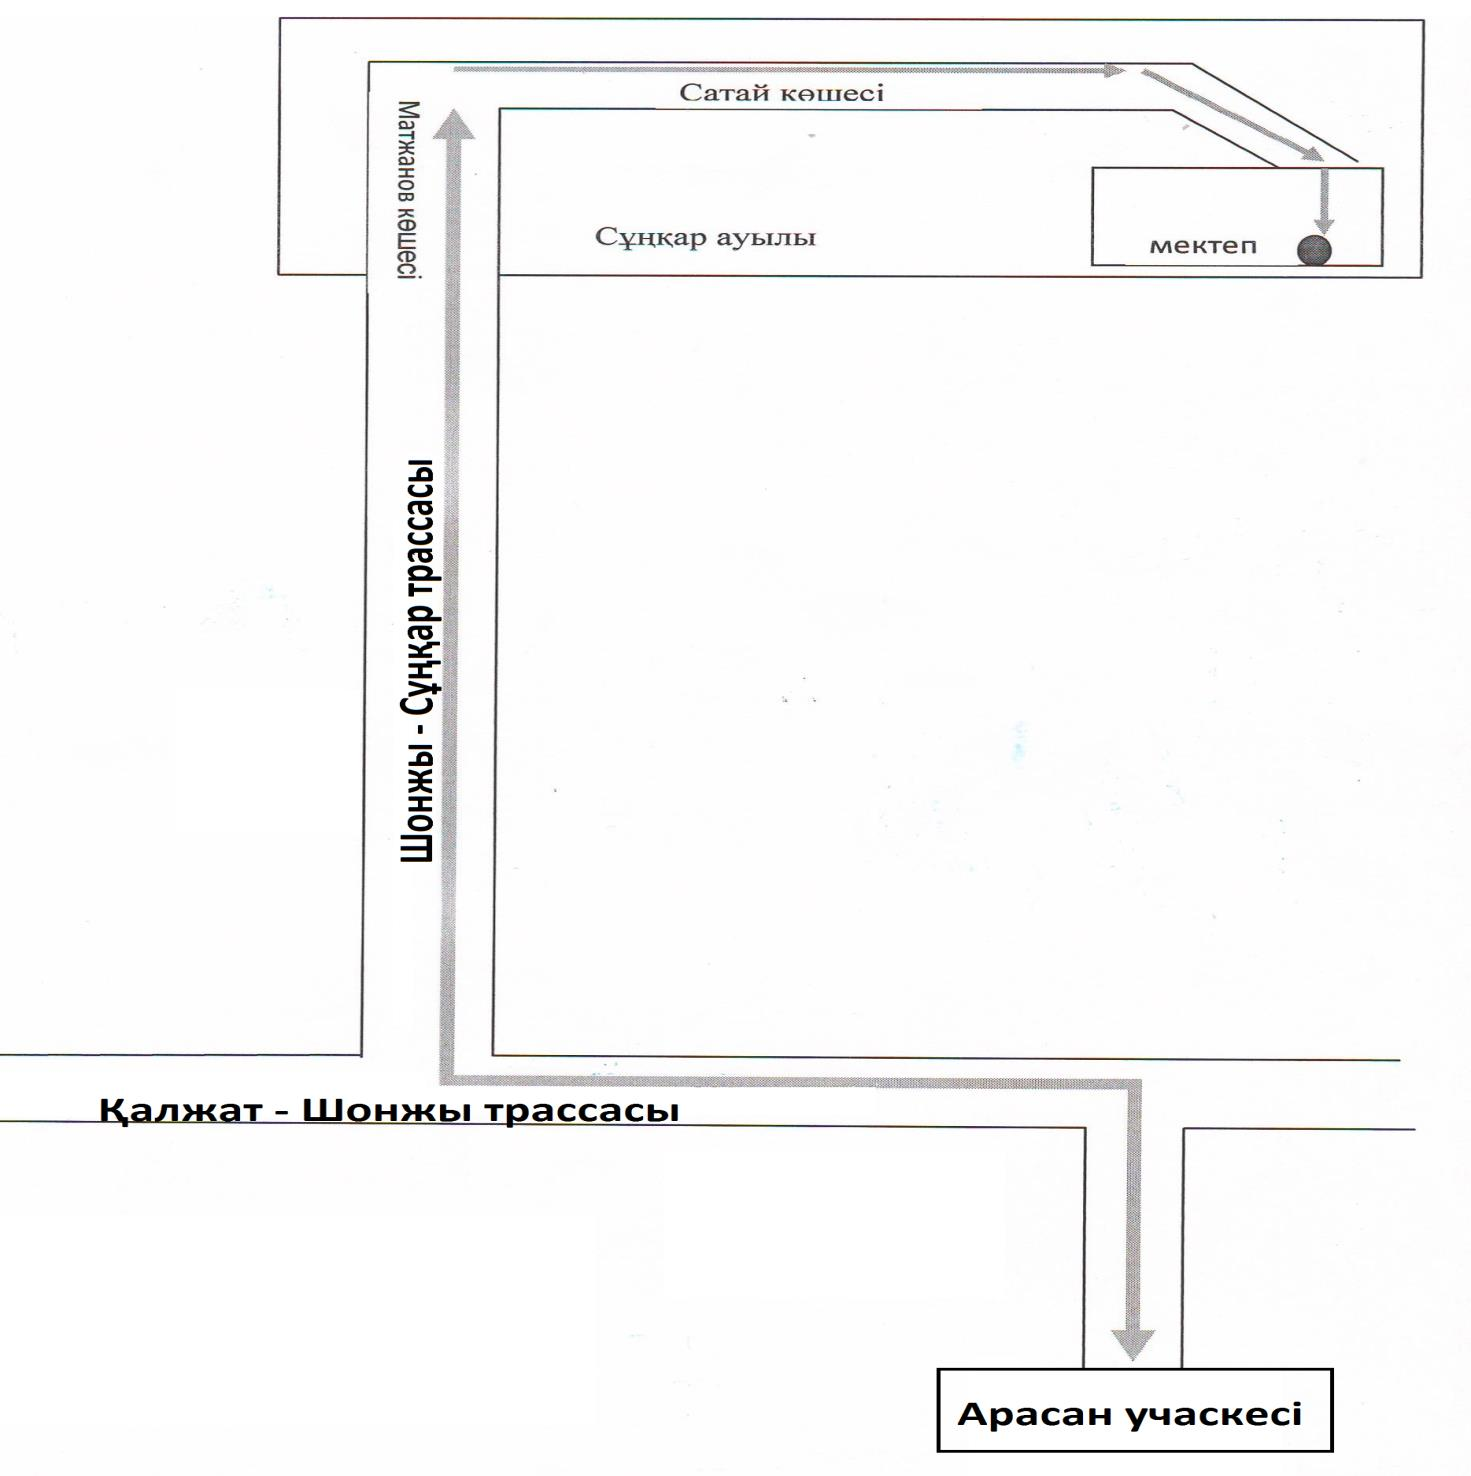 Сатай көшесі
Матжанов көшесі
Сұңқар ауылы
мектеп
Шонжы - Сұңқар трассасы
Қалжат - Шонжы трассасы
Арасан учаскесі